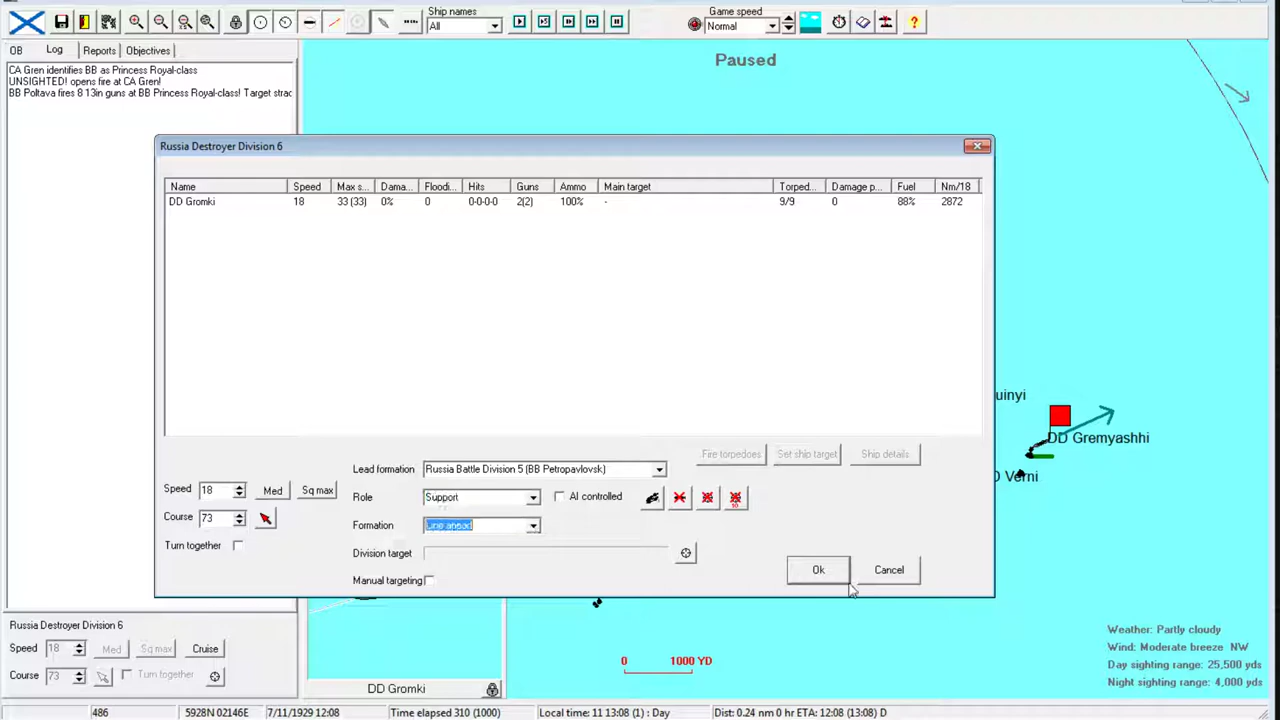 Ship names
All
Game speed
Normal
OB Log Reports Objectives
CA Gren identifies BB as Princess Royal-class
UNSIGHTED! opens fire at CA Gren!
BB Poltava fires 8 13in guns at BB Princess Royal-class! Target strac
Paused
Russia Destroyer Division 6
Name Speed Max s... Dama... Floodi... Hits Guns Ammo Main target Torped... Damage p... Fuel Nm/18
DD Gromki 18 33 (33) 0% 0 0-0-0-0 2(2) 100% - 9/9 0 88% 2872
uinyi
DD Gremyashhi
D Verni
Fire torpedoes Set ship target Ship details
Lead formation Russia Battle Division 5 (BB Petropavlovsk)
Speed 18 Med Sq max
Role Support AI controlled
10
Course 73
Formation Line ahead
Turn together
Division target
Manual targeting
Ok Cancel
Russia Destroyer Division 6
Speed 18 Med Sq max Cruise
Course 73 Turn together
DD Gromki
0 1000 YD
Weather: Partly cloudy
Wind: Moderate breeze NW
Day sighting range: 25,500 yds
Night sighting range: 4,000 yds
486 5928N 02146E 7/11/1929 12:08 Time elapsed 310 (1000) Local time: 11 13:08 (1) : Day Dist: 0.24 nm 0 hr ETA: 12:08 (13:08) D